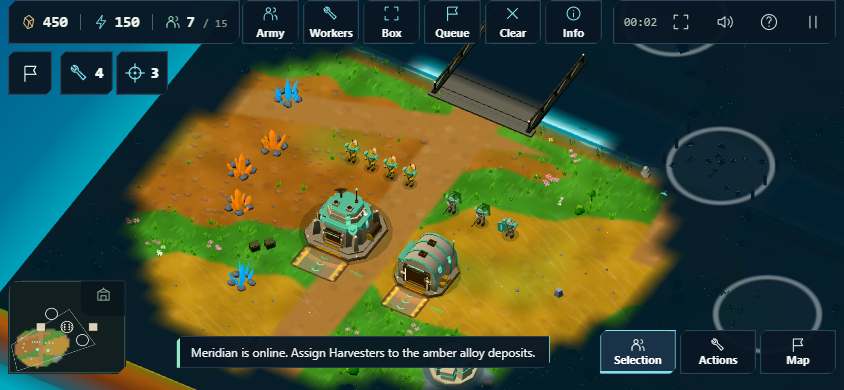 450
150
7 / 15
Army
Workers
Box
Queue
Clear
Info
00:02
4
3
Meridian is online. Assign Harvesters to the amber alloy deposits.
Selection
Actions
Map